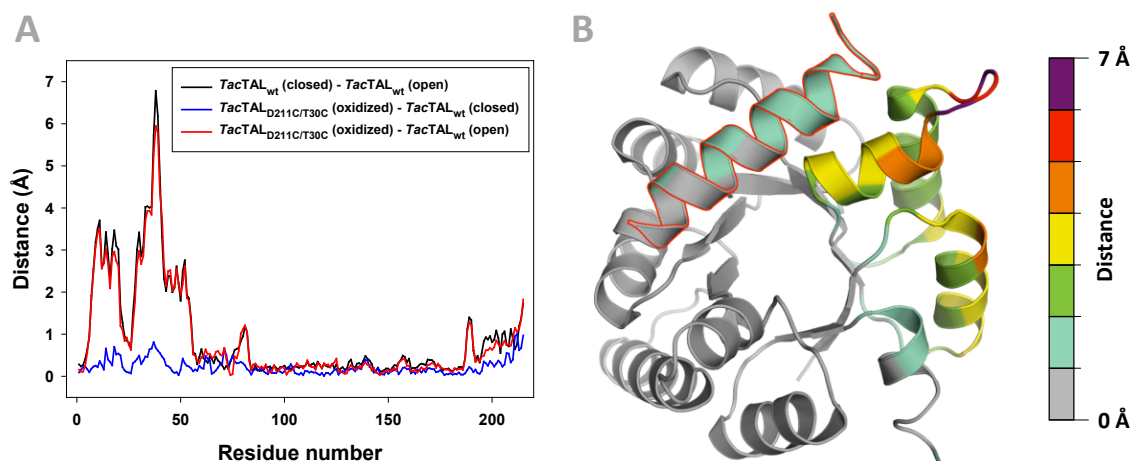 A
B
TacTALwt (closed) - TacTALwt (open)
TacTALD211C/T30C (oxidized) - TacTALwt (closed)
TacTALD211C/T30C (oxidized) - TacTALwt (open)
7
6
5
4
3
2
1
0
Distance (Å)
0
50
100
150
200
Residue number
7 Å
Distance
0 Å